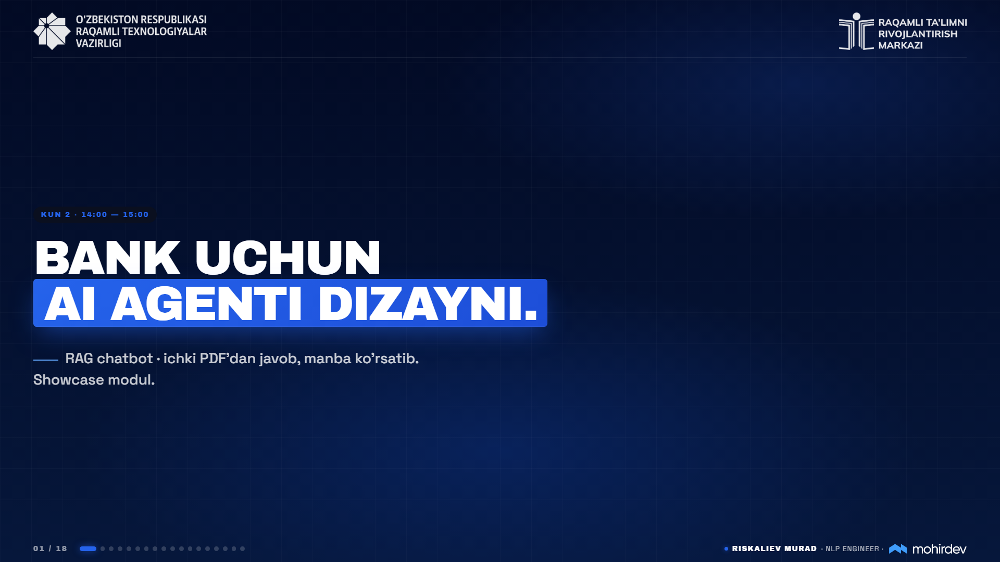 O'ZBEKISTON RESPUBLIKASI
RAQAMLI TEXNOLOGIYALAR
VAZIRLIGI
RAQAMLI TA'LIMNI
RIVOJLANTIRISH
MARKAZI
KUN 2 · 14:00 — 15:00
BANK UCHUN
AI AGENTI DIZAYNI.
RAG chatbot · ichki PDF’dan javob, manba ko’rsatib.
Showcase modul.
01 / 18
RISKALIEV MURAD · NLP ENGINEER · mohirdev